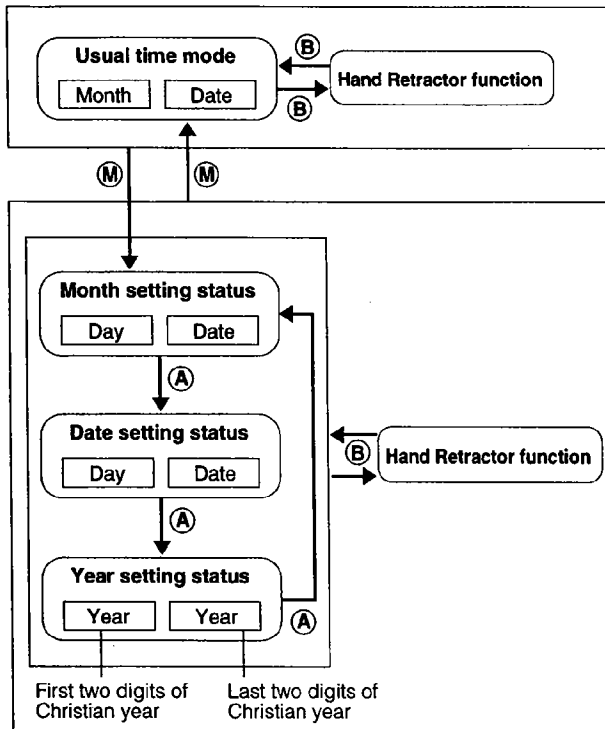 Usual time mode
Month Date
B
B
Hand Retractor function
M M
Month setting status
Day Date
A
Date setting status
Day Date
B
Hand Retractor function
A
Year setting status
Year Year
A
First two digits of
Christian year
Last two digits of
Christian year